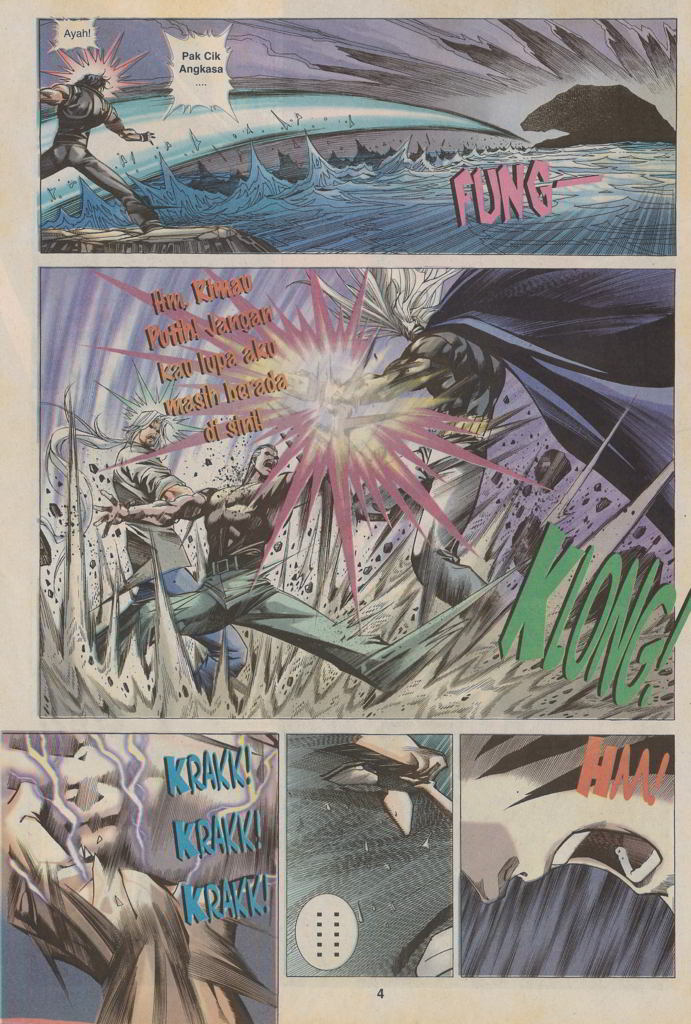 Ayah!
Pak Cik
Angkasa
....
FUNG—
Hm, Rimau
Putih! Jangan
kau lupa aku
masih berada
di sini!
KLONG!
KRAKK!
KRAKK!
KRAKK!
HM!
4